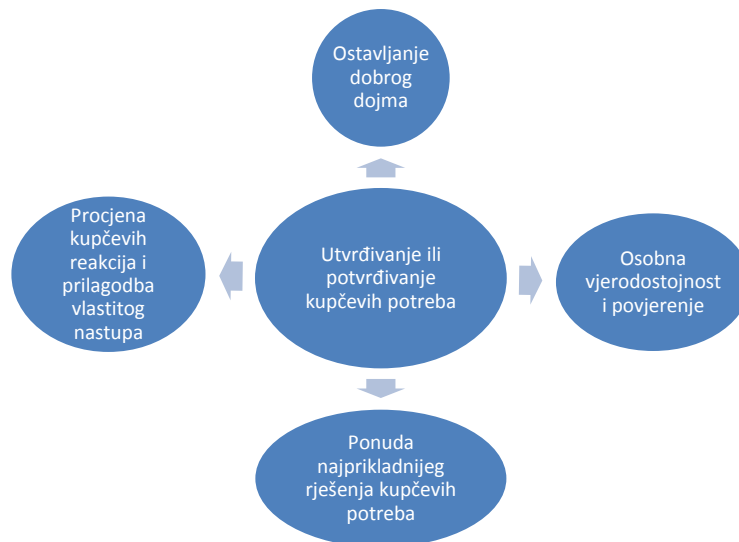 Ostavljanje
dobrog
dojma
Procjena
kupčevih
reakcija i
prilagodba
vlastitog
nastupa
Utvrđivanje ili
potvrđivanje
kupčevih potreba
Osobna
vjerodostojnost
i povjerenje
Ponuda
najprikladnijeg
rješenja kupčevih
potreba